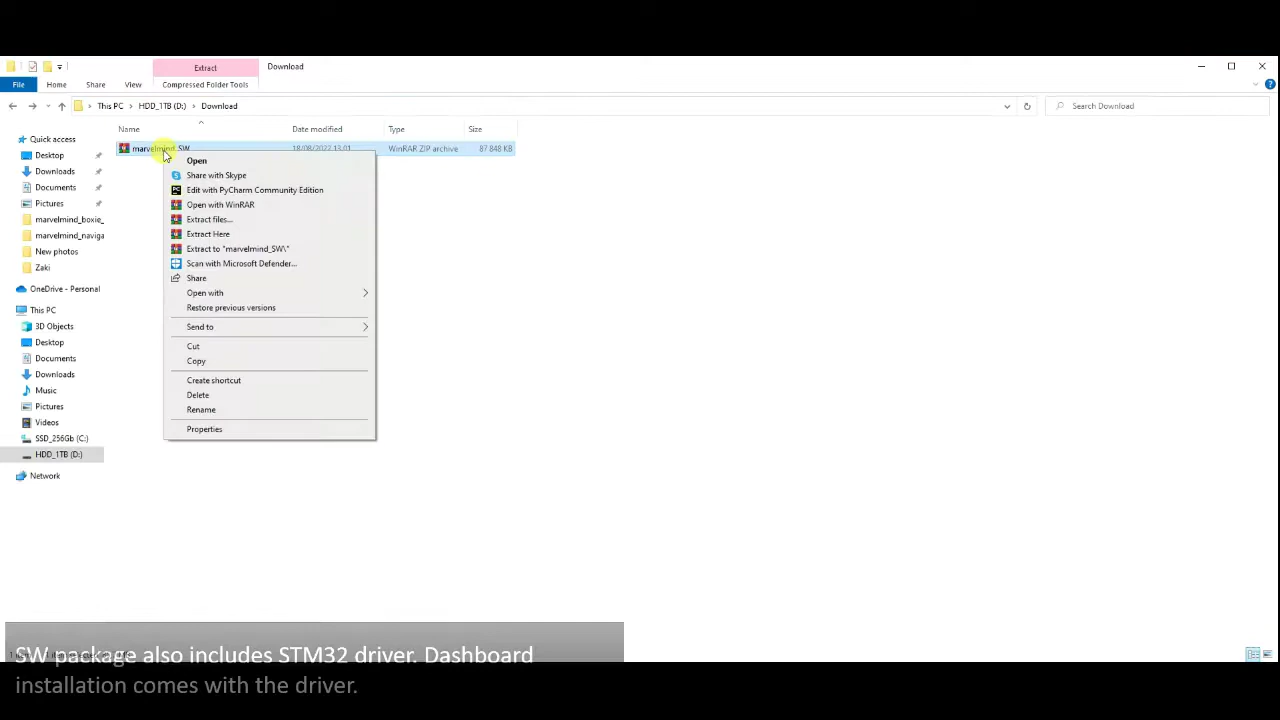 Extract
Download
File
Home
Share
View
Compressed Folder Tools
This PC > HDD_1TB (D:) > Download
Search Download
Name
Date modified
Type
Size
marvelmind_SW
18/08/2022 13.01
WinRAR ZIP archive
87 848 KB
Quick access
Desktop
Downloads
Documents
Pictures
marvelmind_boxie_
marvelmind_naviga
New photos
Zaki
OneDrive - Personal
This PC
3D Objects
Desktop
Documents
Downloads
Music
Pictures
Videos
SSD_256Gb (C:)
HDD_1TB (D:)
Network
Open
Share with Skype
Edit with PyCharm Community Edition
Open with WinRAR
Extract files...
Extract Here
Extract to "marvelmind_SW\"
Scan with Microsoft Defender...
Share
Open with
Restore previous versions
Send to
Cut
Copy
Create shortcut
Delete
Rename
Properties
SW package also includes STM32 driver. Dashboard
installation comes with the driver.